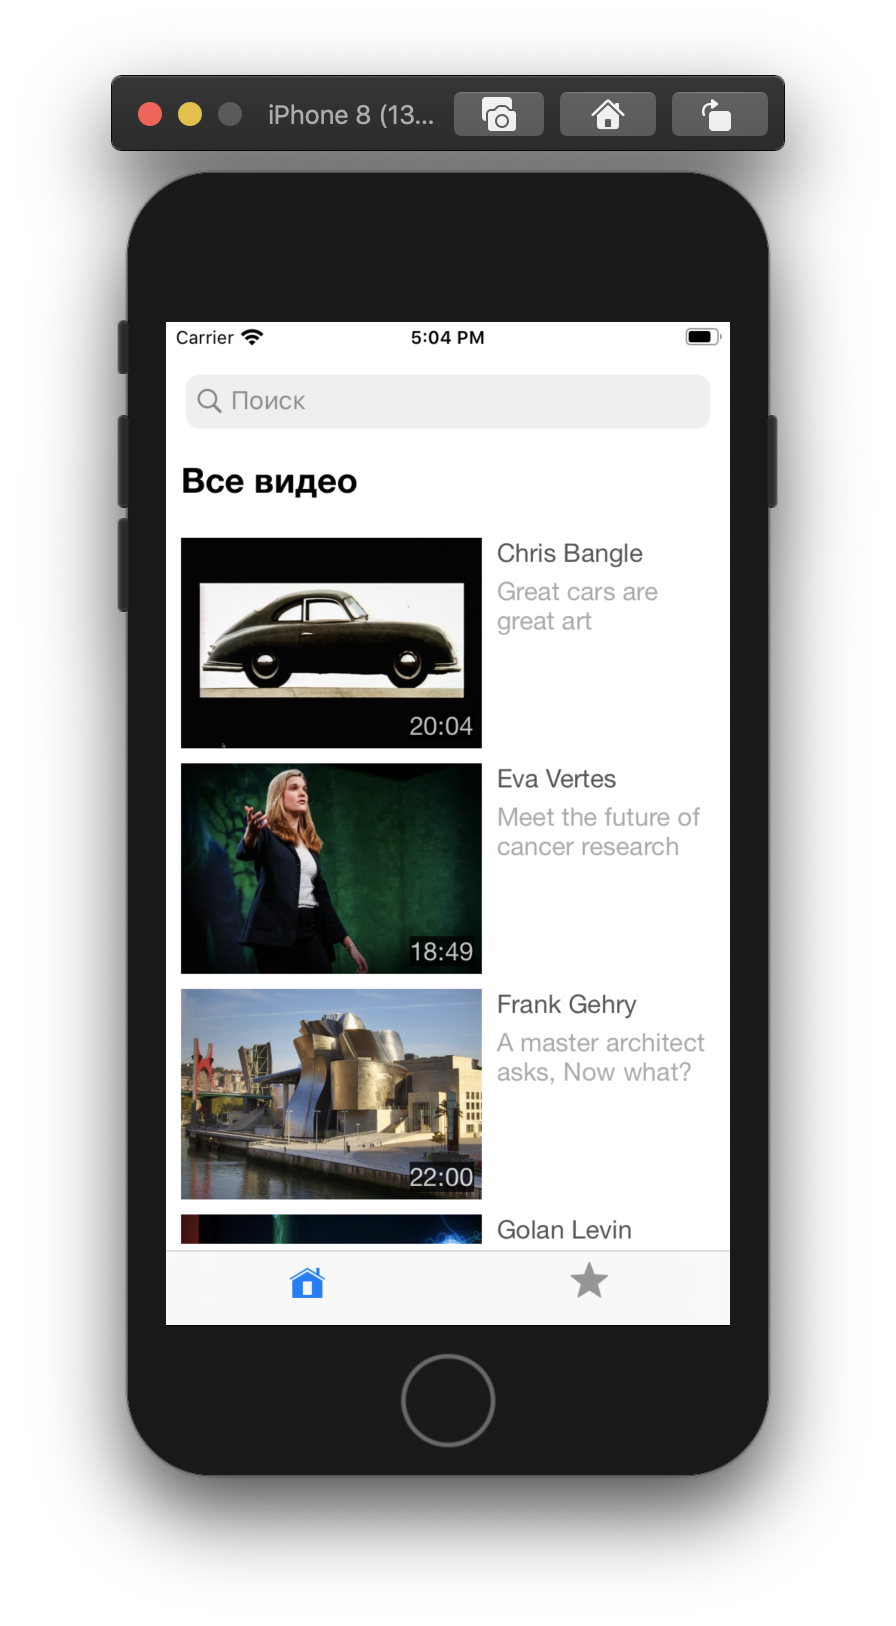 iPhone 8 (13...
Carrier
5:04 PM
Поиск
Все видео
20:04
Chris Bangle
Great cars are
great art
18:49
Eva Vertes
Meet the future of
cancer research
22:00
Frank Gehry
A master architect
asks, Now what?
Golan Levin